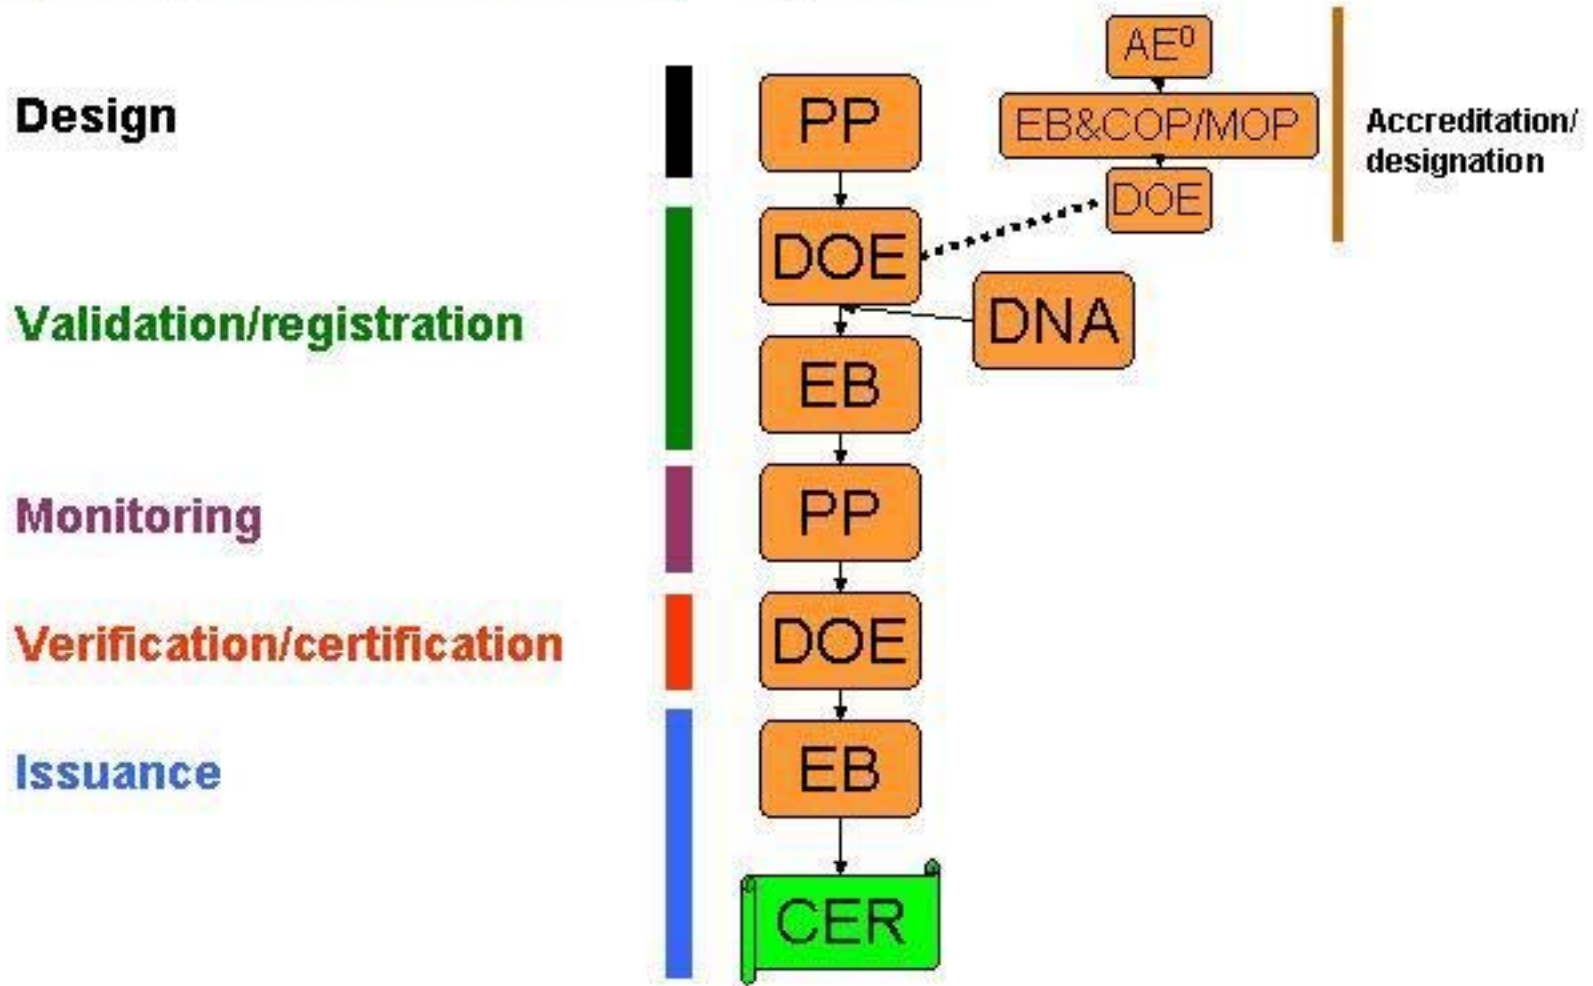 AE⁰
Design
PP
EB&COP/MOP
Accreditation/
designation
DOE
DOE
Validation/registration
DNA
EB
Monitoring
PP
Verification/certification
DOE
Issuance
EB
CER